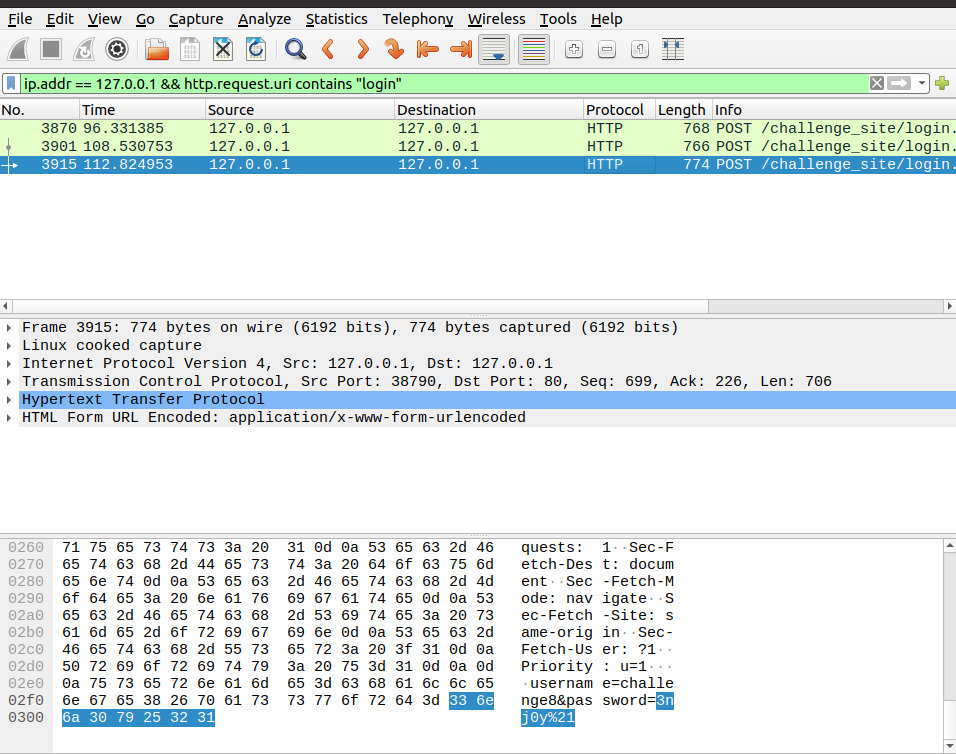 File Edit View Go Capture Analyze Statistics Telephony Wireless Tools Help
ip.addr == 127.0.0.1 && http.request.uri contains "login"
No. Time Source Destination Protocol Length Info
3870 96.331385 127.0.0.1 127.0.0.1 HTTP 768 POST /challenge_site/login.
3901 108.530753 127.0.0.1 127.0.0.1 HTTP 766 POST /challenge_site/login.
3915 112.824953 127.0.0.1 127.0.0.1 HTTP 774 POST /challenge_site/login.
Frame 3915: 774 bytes on wire (6192 bits), 774 bytes captured (6192 bits)
Linux cooked capture
Internet Protocol Version 4, Src: 127.0.0.1, Dst: 127.0.0.1
Transmission Control Protocol, Src Port: 38790, Dst Port: 80, Seq: 699, Ack: 226, Len: 706
Hypertext Transfer Protocol
HTML Form URL Encoded: application/x-www-form-urlencoded
0260 71 75 65 73 74 73 3a 20 31 0d 0a 53 65 63 2d 46 quests: 1··Sec-F
0270 65 74 63 68 2d 44 65 73 74 3a 20 64 6f 63 75 6d etch-Des t: docum
0280 65 6e 74 0d 0a 53 65 63 2d 46 65 74 63 68 2d 4d ent··Sec -Fetch-M
0290 6f 64 65 3a 20 6e 61 76 69 67 61 74 65 0d 0a 53 ode: nav igate··S
02a0 65 63 2d 46 65 74 63 68 2d 53 69 74 65 3a 20 73 ec-Fetch -Site: s
02b0 61 6d 65 2d 6f 72 69 67 69 6e 0d 0a 53 65 63 2d ame-orig in··Sec-
02c0 46 65 74 63 68 2d 55 73 65 72 3a 20 3f 31 0d 0a Fetch-Us er: ?1··
02d0 50 72 69 6f 72 69 74 79 3a 20 75 3d 31 0d 0a 0d Priority : u=1···
02e0 0a 75 73 65 72 6e 61 6d 65 3d 63 68 61 6c 6c 65 ·usernam e=challe
02f0 6e 67 65 38 26 70 61 73 73 77 6f 72 64 3d 33 6e nge8&pas sword=3n
0300 6a 30 79 25 32 31 j0y%21